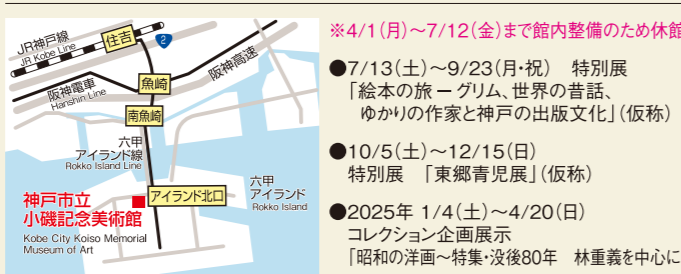 JR神戸線
JR Kobe Line
住吉
2
阪神電車
Hanshin Line
魚崎
阪神高速
南魚崎
六甲
アイランド線
Rokko Island Line
アイランド北口
六甲
アイランド
Rokko Island
神戸市立
小磯記念美術館
Kobe City Koiso Memorial
Museum of Art
※4/1(月)～7/12(金)まで館内整備のため休館
●7/13(土)～9/23(月・祝)　特別展
「絵本の旅 ー グリム、世界の昔話、
ゆかりの作家と神戸の出版文化」(仮称)
●10/5(土)～12/15(日)
特別展　「東郷青児展」(仮称)
●2025年 1/4(土)～4/20(日)
コレクション企画展示
「昭和の洋画～特集・没後80年　林重義を中心に